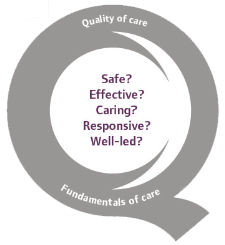 Quality of care
Safe?
Effective?
Caring?
Responsive?
Well-led?
Fundamentals of care